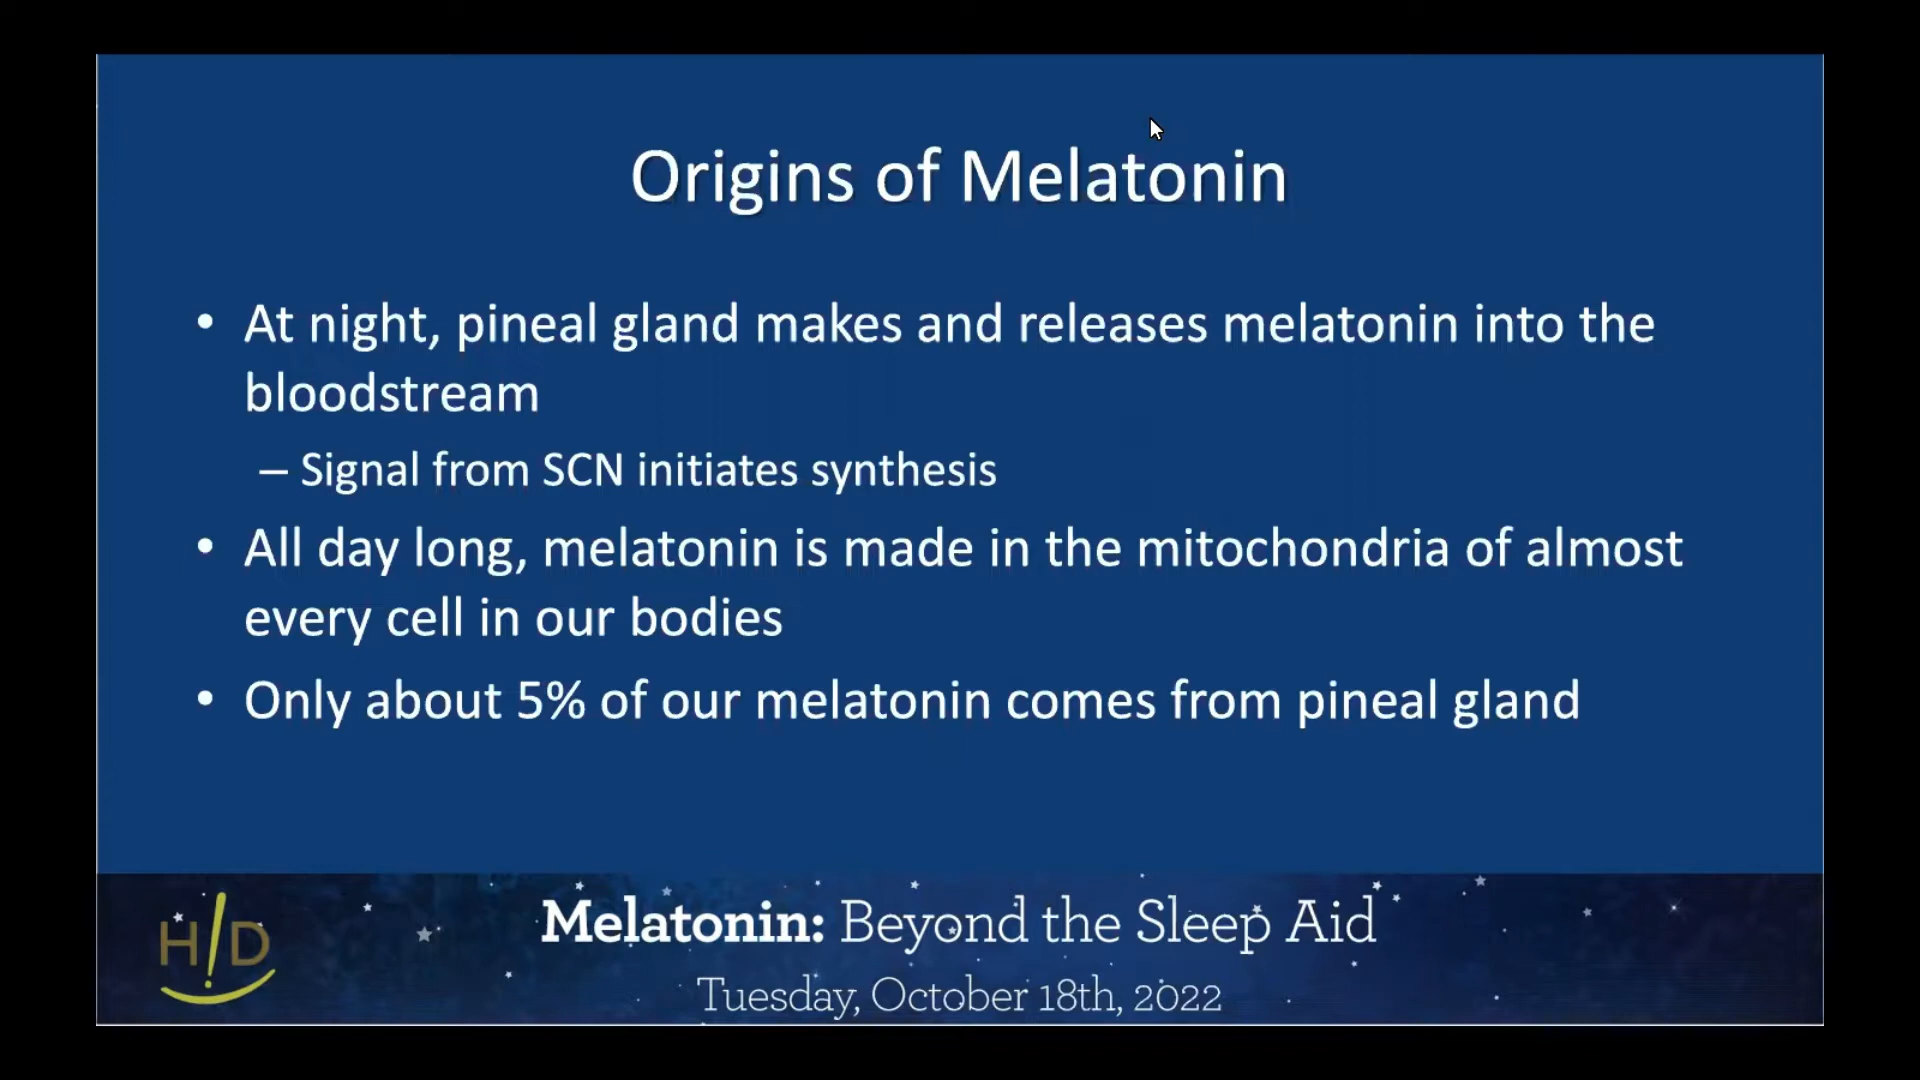 Origins of Melatonin
• At night, pineal gland makes and releases melatonin into the
bloodstream
– Signal from SCN initiates synthesis
• All day long, melatonin is made in the mitochondria of almost
every cell in our bodies
• Only about 5% of our melatonin comes from pineal gland
H!D
Melatonin: Beyond the Sleep Aid
Tuesday, October 18th, 2022